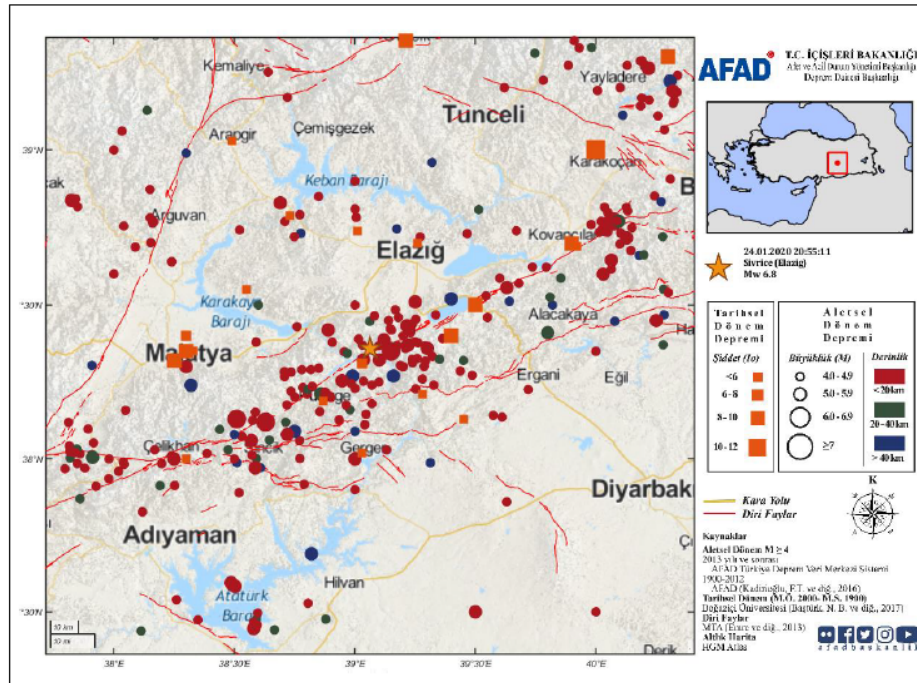 Kemaliye
Yayladere
Tunceli
Çemişgezek
Arapgir
39°N
39°N
Karakoçan
Keban Barajı
Arguvan
Kovancılar
Elazığ
Karakaya
Barajı
Alacakaya
Ergani
Eğil
Çelikhan
38°N
38°N
Diyarbakı
Adıyaman
Hilvan
Atatürk
Derik
10 km
10 mi
38°E
38°30'E
39°E
39°30'E
40°E
AFAD
T.C. İÇİŞLERİ BAKANLIĞI
Afet ve Acil Durum Yönetimi Başkanlığı
Deprem Dairesi Başkanlığı
24.01.2020 20:55:11
Sivrice (Elazığ)
Mw 6.8
Tarihsel
Dönem
Depremi
Şiddet (Io)
<6
6 - 8
8 - 10
10 - 12
Aletsel
Dönem
Depremi
Büyüklük (M)
4.0 - 4.9
5.0 - 5.9
6.0 - 6.9
≥7
Derinlik
< 20km
20 - 40km
> 40km
Kara Yolu
Diri Faylar
K
Kaynaklar
Aletsel Dönem M ≥ 4
2013 yılı ve sonrası
AFAD Türkiye Deprem Veri Merkezi Sistemi
1900-2012
AFAD (Kadirioğlu, F.T. ve diğ., 2016)
Tarihsel Dönem (M.Ö. 2000- M.S. 1900)
Boğaziçi Üniversitesi ve diğ., 2017)
Diri Faylar
MTA (Emre ve diğ., 2013)
Altlık Harita
HGM Atlas
afadbaskanlik